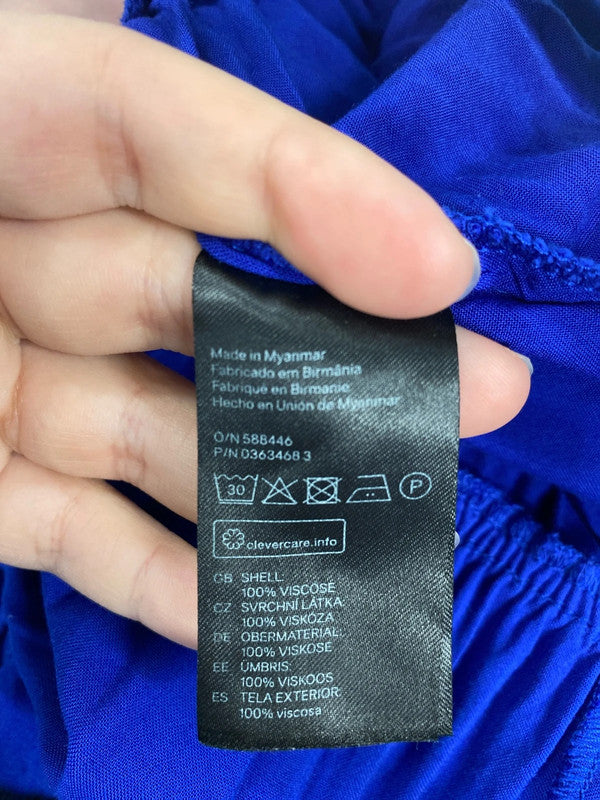 Made in Myanmar
Fabricado em Birmânia
Fabriqué en Birmanie
Hecho en Unión de Myanmar
O/N 588446
P/N 0363468 3
30 P
clevercare.info
GB SHELL:
100% VISCOSE
CZ SVRCHNÍ LÁTKA:
100% VISKÓZA
DE OBERMATERIAL:
100% VISKOSE
EE ÜMBRIS:
100% VISKOOS
ES TELA EXTERIOR:
100% viscosa